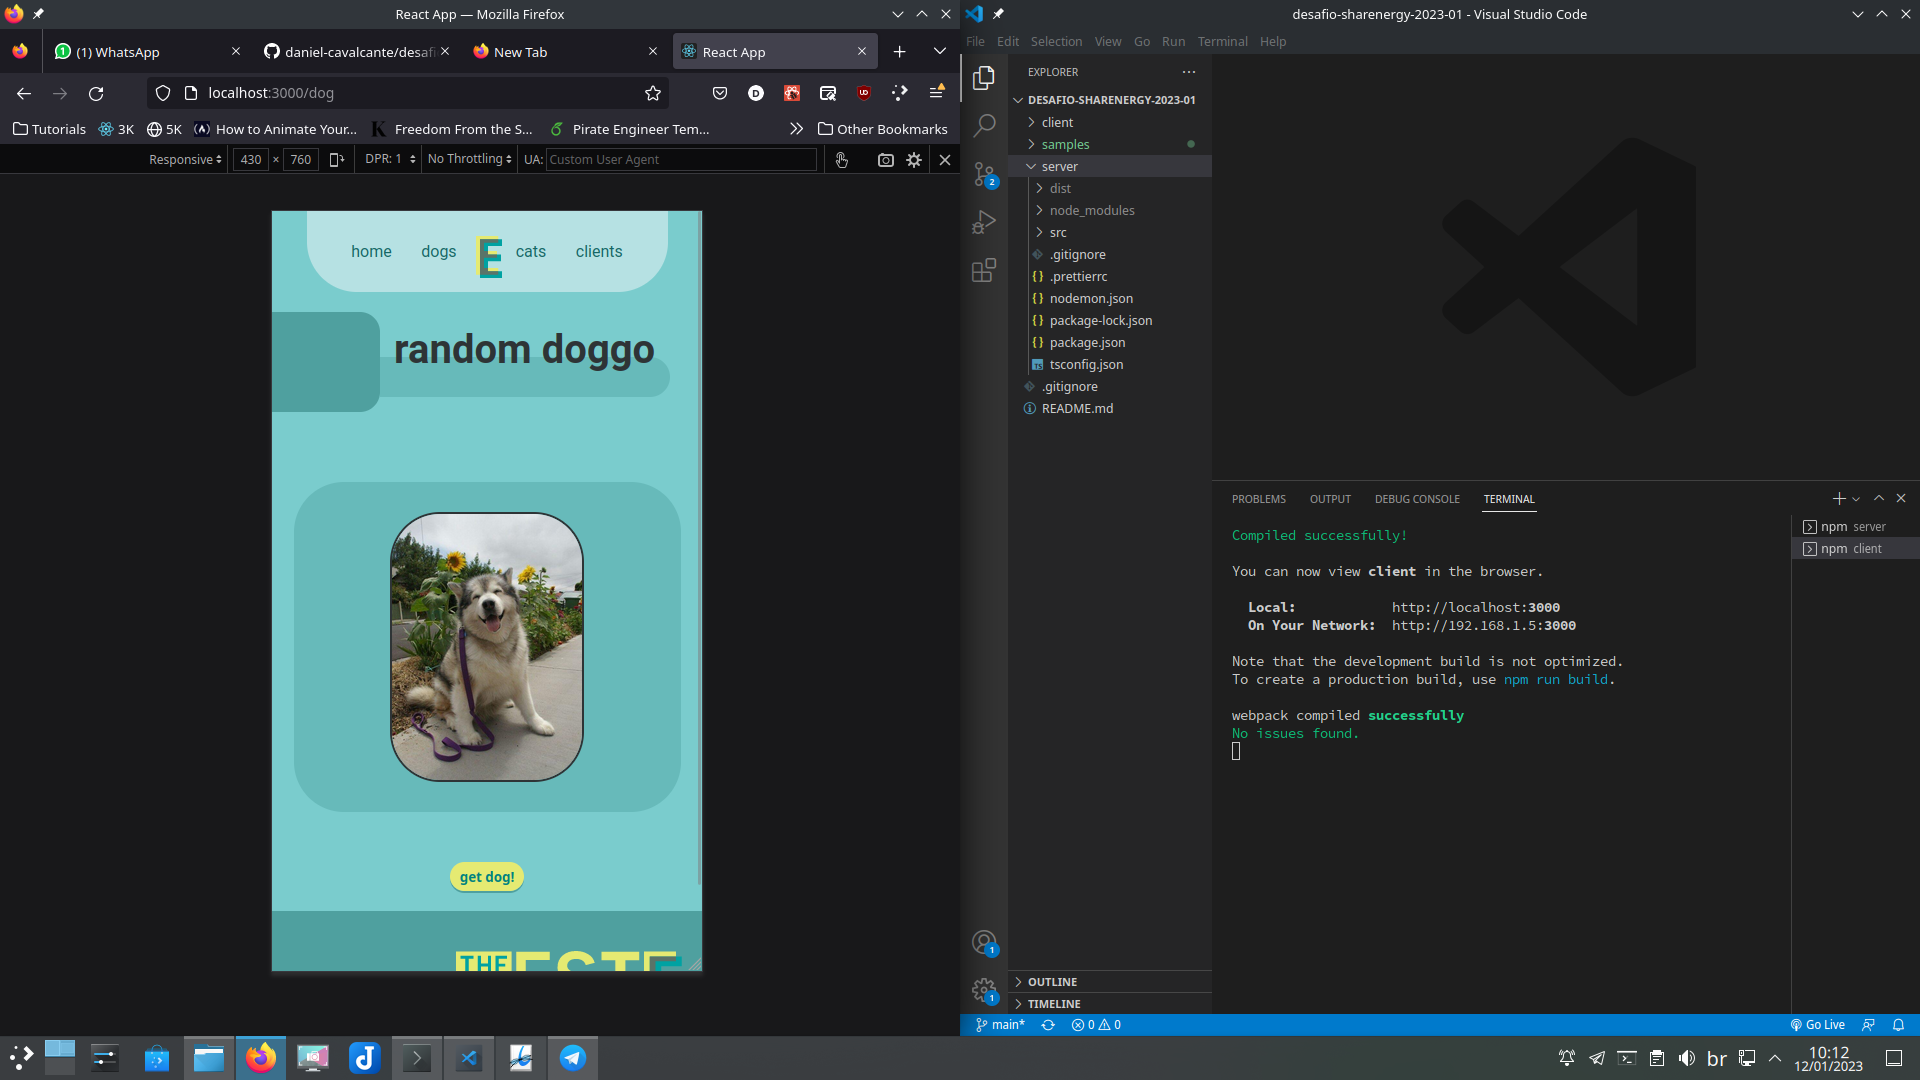 React App — Mozilla Firefox
(1) WhatsApp
daniel-cavalcante/desafi
New Tab
React App
localhost:3000/dog
Tutorials
3K
5K
How to Animate Your...
Freedom From the S...
Pirate Engineer Tem...
Other Bookmarks
Responsive
430 × 760
DPR: 1
No Throttling
UA: Custom User Agent
home
dogs
E
cats
clients
random doggo
get dog!
THE ESTE
desafio-sharenergy-2023-01 - Visual Studio Code
File Edit Selection View Go Run Terminal Help
EXPLORER
DESAFIO-SHARENERGY-2023-01
client
samples
server
dist
node_modules
src
.gitignore
.prettierrc
nodemon.json
package-lock.json
package.json
tsconfig.json
.gitignore
README.md
2
1
1
OUTLINE
TIMELINE
PROBLEMS OUTPUT DEBUG CONSOLE TERMINAL
Compiled successfully!
You can now view client in the browser.
Local: http://localhost:3000
On Your Network: http://192.168.1.5:3000
Note that the development build is not optimized.
To create a production build, use npm run build.
webpack compiled successfully
No issues found.
npm server
npm client
main*
0
0
Go Live
br
10:12
12/01/2023